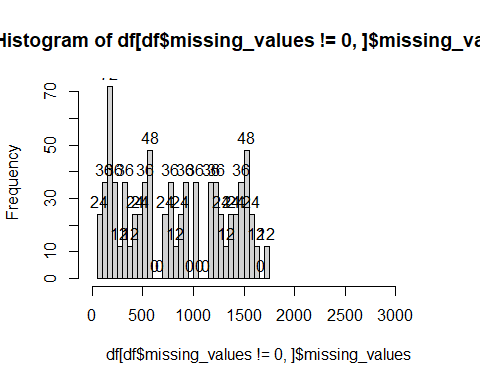 Histogram of df[df$missing_values != 0, ]$missing_va
Frequency
70
50
30
10
0
48 48
36 36 36 36 36 36 36 36 36 36
24 24 24 24 24 24 24 24 24
12 12 12 12 12 12
0 0 0 0 0 0
0 500 1000 1500 2000 2500 3000
df[df$missing_values != 0, ]$missing_values